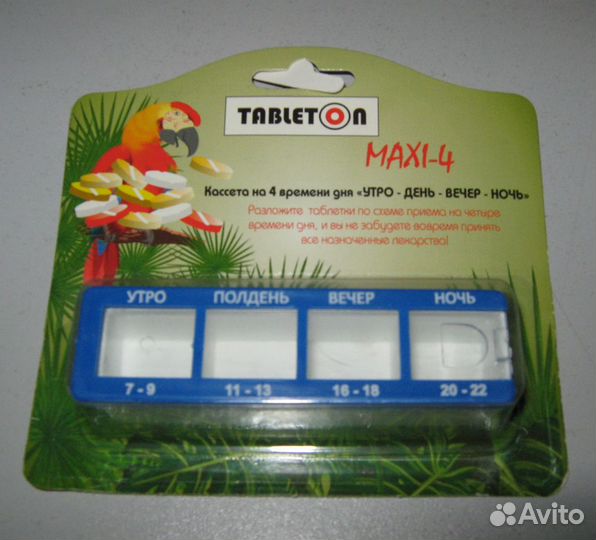 TABLETON
MAXI-4
Кассета на 4 времени дня «УТРО - ДЕНЬ - ВЕЧЕР - НОЧЬ»
Разложите таблетки по схеме приема на четыре
времени дня, и вы не забудете вовремя принять
все назначенные лекарства!
УТРО ПОЛДЕНЬ ВЕЧЕР НОЧЬ
7 - 9 11 - 13 16 - 18 20 - 22
Avito